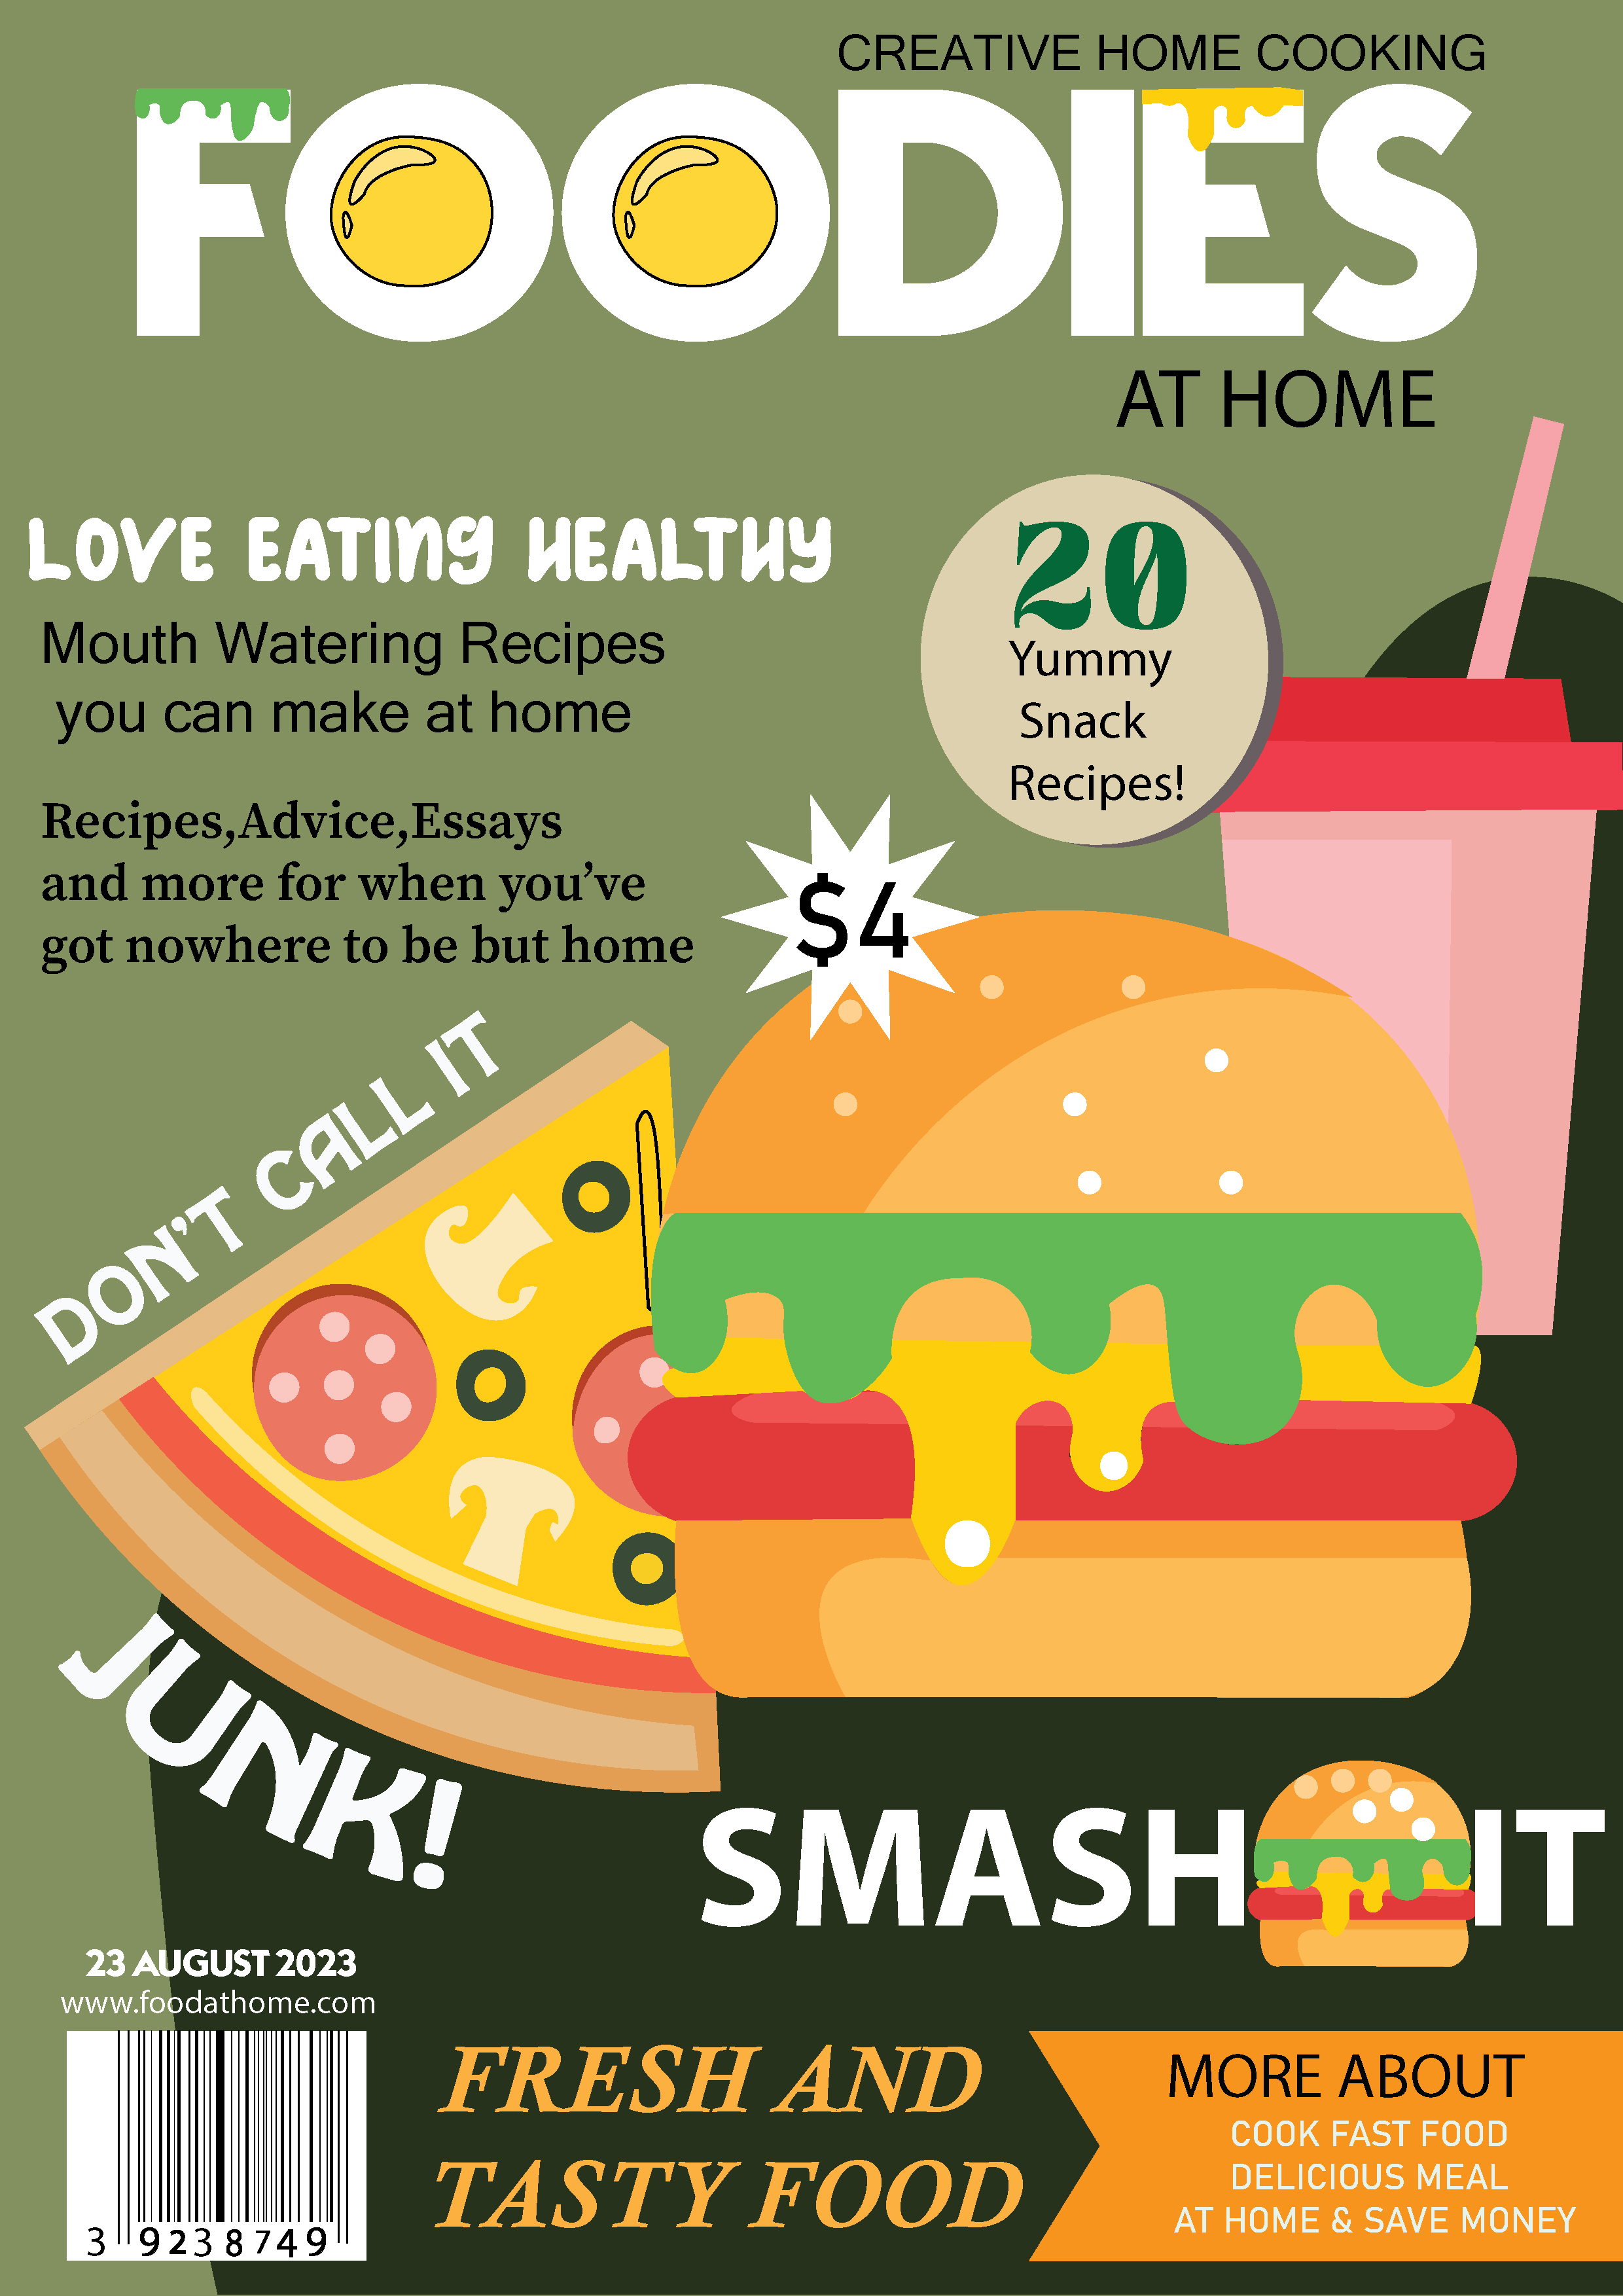 CREATIVE HOME COOKING
FOODIES
AT HOME
LOVE EATING HEALTHY
Mouth Watering Recipes
you can make at home
20
Yummy
Snack
Recipes!
Recipes,Advice,Essays
and more for when you’ve
got nowhere to be but home
$4
DON’T CALL IT
JUNK!
SMASH IT
23 AUGUST 2023
www.foodathome.com
3 9238749
FRESH AND
TASTY FOOD
MORE ABOUT
COOK FAST FOOD
DELICIOUS MEAL
AT HOME & SAVE MONEY